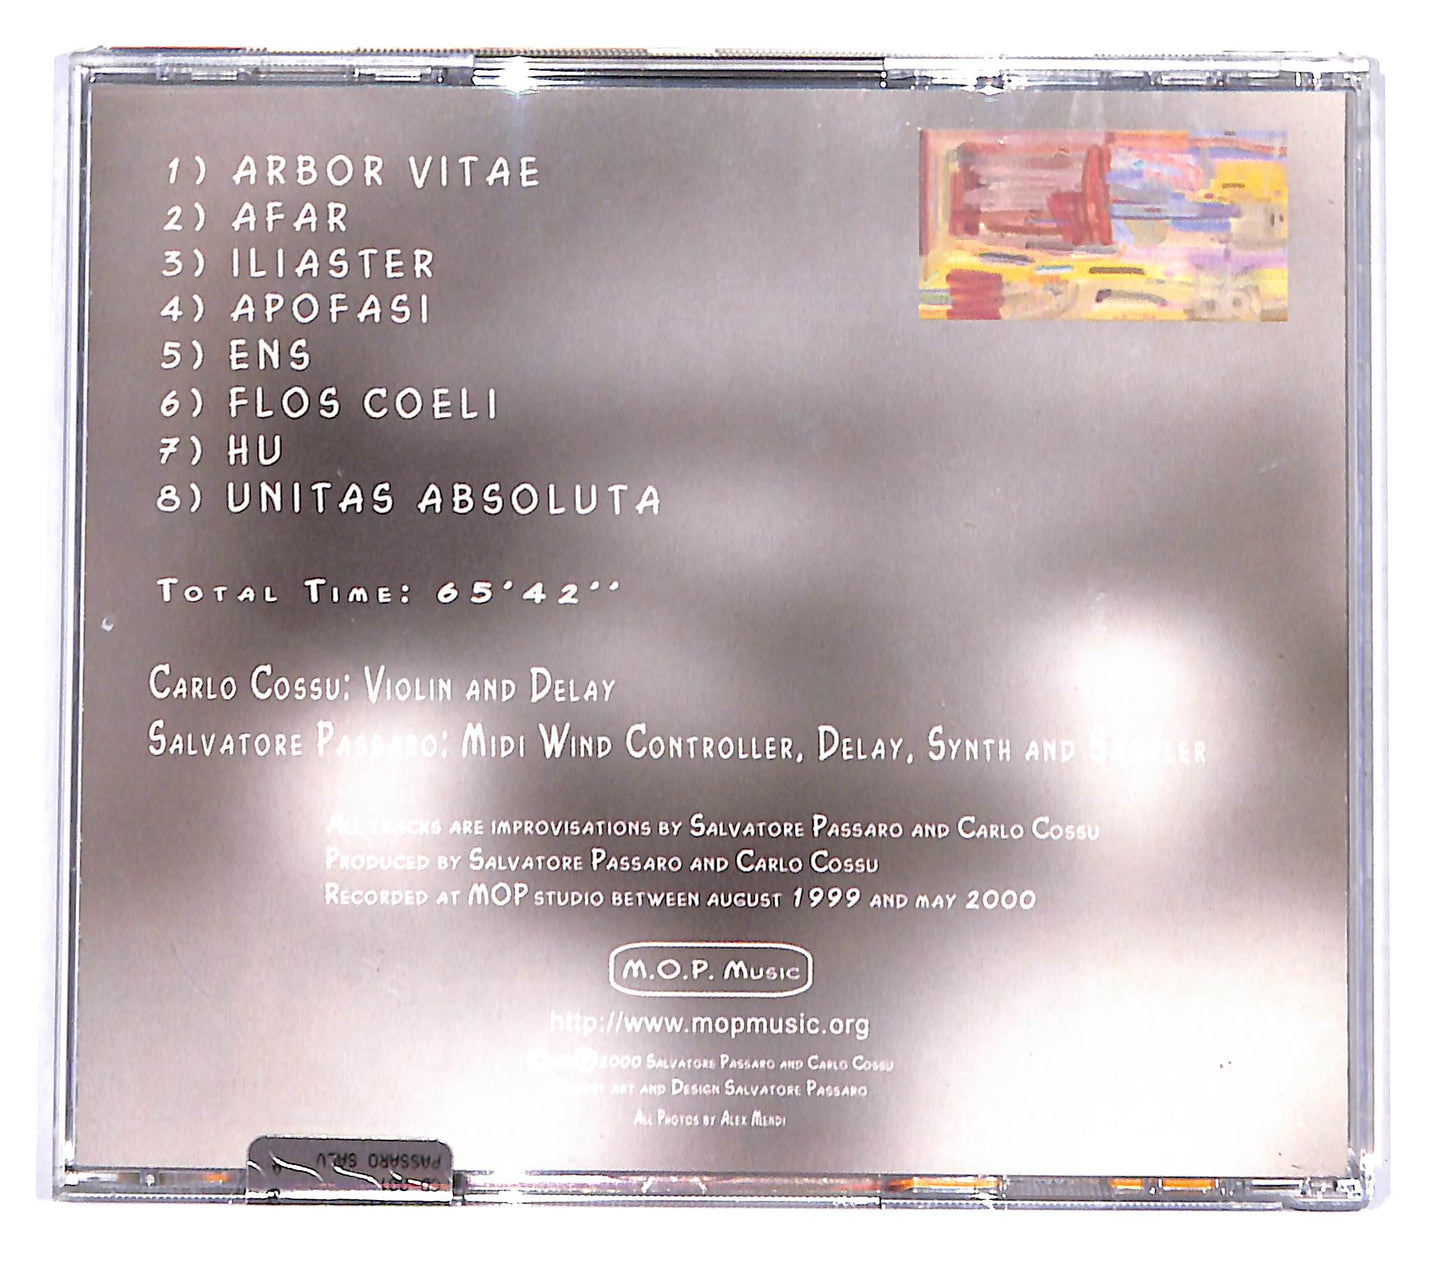 1) ARBOR VITAE
2) AFAR
3) ILIASTER
4) APOFASI
5) ENS
6) FLOS COELI
7) HU
8) UNITAS ABSOLUTA
TOTAL TIME: 65'42''
CARLO COSSU: VIOLIN AND DELAY
SALVATORE PASSARO: MIDI WIND CONTROLLER, DELAY, SYNTH AND SAMPLER
ALL TRACKS ARE IMPROVISATIONS BY SALVATORE PASSARO AND CARLO COSSU
PRODUCED BY SALVATORE PASSARO AND CARLO COSSU
RECORDED AT MOP STUDIO BETWEEN AUGUST 1999 AND MAY 2000
M.O.P. MUSIC
http://www.mopmusic.org
2000 SALVATORE PASSARO AND CARLO COSSU
ART AND DESIGN SALVATORE PASSARO
ALL PHOTOS BY ALEX MENDI
PASSARO SALV